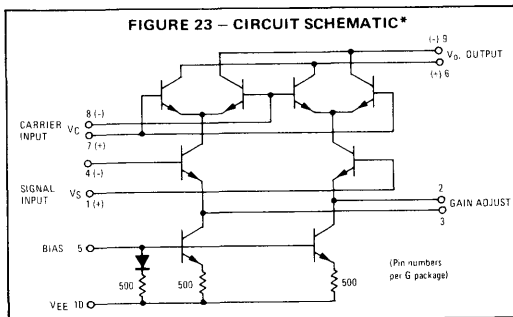 FIGURE 23 – CIRCUIT SCHEMATIC*
(-) 9
Vo, OUTPUT
(+) 6
8 (-)
CARRIER INPUT VC
7 (+)
4 (-)
SIGNAL INPUT VS
1 (+)
2
GAIN ADJUST
3
BIAS 5
(Pin numbers
per G package)
500
500
500
VEE 10